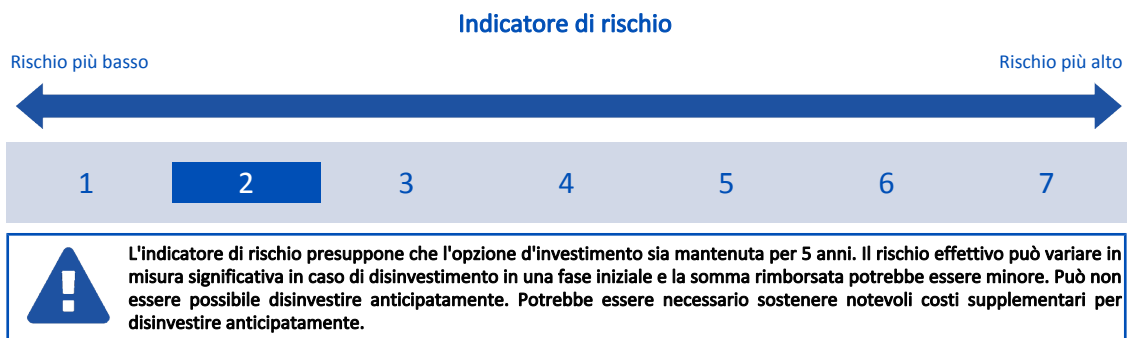 Indicatore di rischio
Rischio più basso
Rischio più alto
1 2 3 4 5 6 7
L'indicatore di rischio presuppone che l'opzione d'investimento sia mantenuta per 5 anni. Il rischio effettivo può variare in
misura significativa in caso di disinvestimento in una fase iniziale e la somma rimborsata potrebbe essere minore. Può non
essere possibile disinvestire anticipatamente. Potrebbe essere necessario sostenere notevoli costi supplementari per
disinvestire anticipatamente.